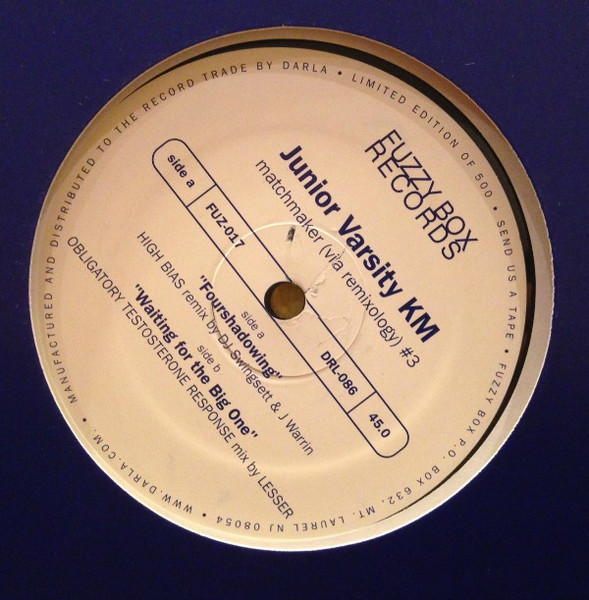 FUZZY BOX
RECORDS
Junior Varsity KM
matchmaker (via remixology) #3
side a
FUZ-017
DRL-086
45.0
side a
"Fourshadowing"
HIGH BIAS remix by DJ Swingsett & J Warrin
side b
"Waiting for the Big One"
OBLIGATORY TESTOSTERONE RESPONSE mix by LESSER
MANUFACTURED AND DISTRIBUTED TO THE RECORD TRADE BY DARLA • LIMITED EDITION OF 500 • SEND US A TAPE • FUZZY BOX P.O. BOX 632, MT. LAUREL NJ 08054 • WWW.DARLA.COM. •